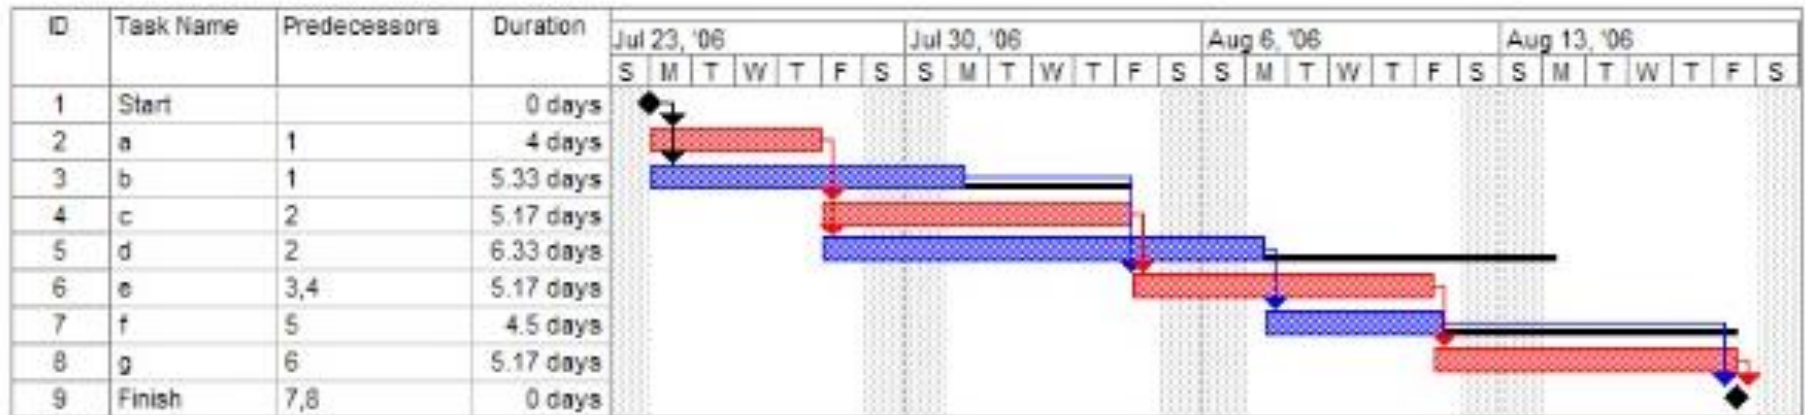 ID Task Name Predecessors Duration Jul 23, '06 Jul 30, '06 Aug 6, '06 Aug 13, '06
S M T W T F S S M T W T F S S M T W T F S S M T W T F S
1 Start 0 days
2 a 1 4 days
3 b 1 5.33 days
4 c 2 5.17 days
5 d 2 6.33 days
6 e 3,4 5.17 days
7 f 5 4.5 days
8 g 6 5.17 days
9 Finish 7,8 0 days